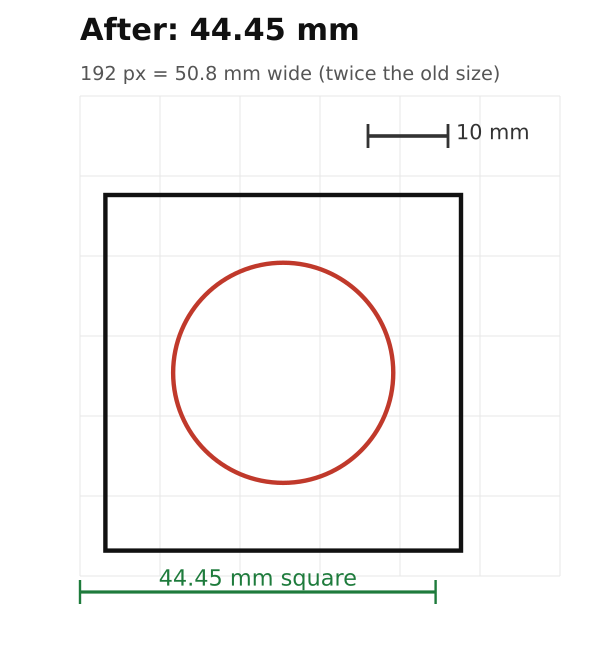 After: 44.45 mm
192 px = 50.8 mm wide (twice the old size)
10 mm
44.45 mm square